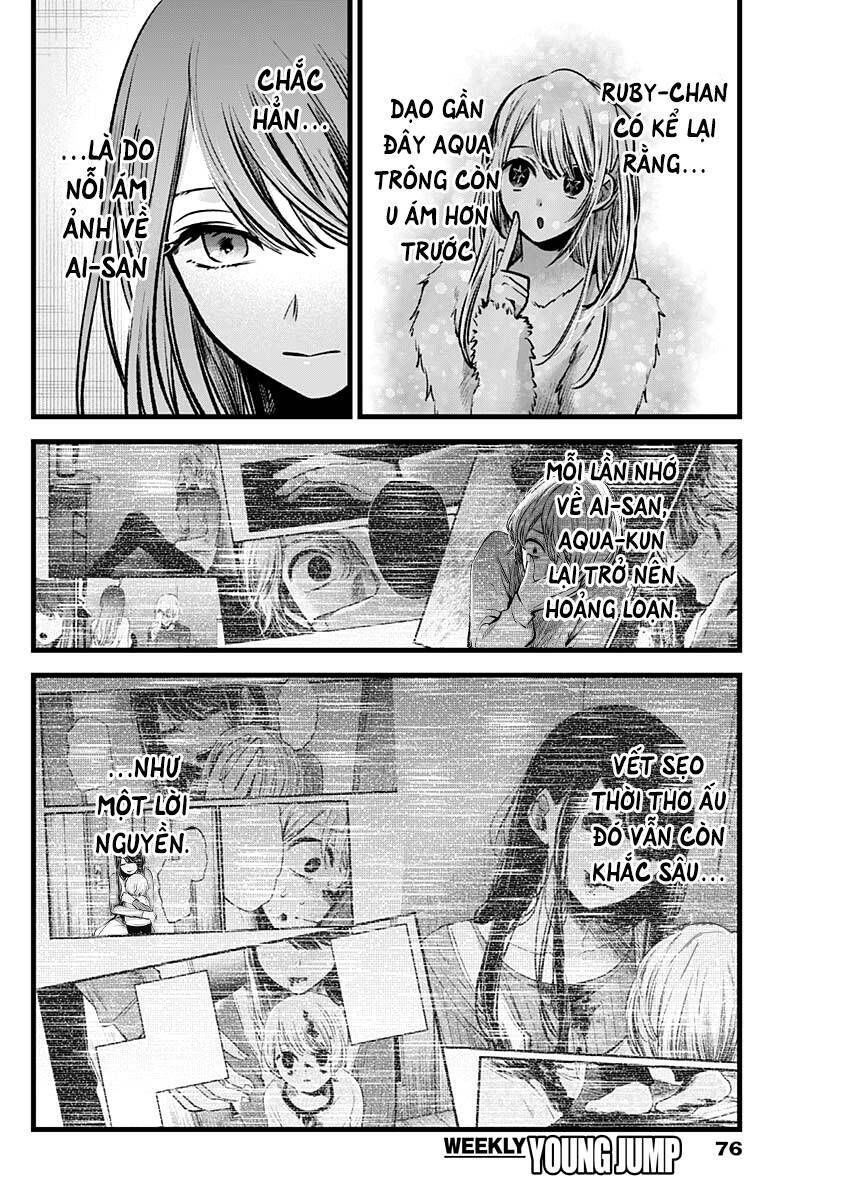 RUBY-CHAN
CÓ KỂ LẠI
RẰNG...
DẠO GẦN
ĐÂY AQUA
TRÔNG CÒN
U ÁM HƠN
TRƯỚC
CHẮC
HẲN...
...LÀ DO
NỖI ÁM
ẢNH VỀ
AI-SAN
MỖI LẦN NHỚ
VỀ AI-SAN,
AQUA-KUN
LẠI TRỞ NÊN
HOẢNG LOẠN.
VẾT SẸO
THỜI THƠ ẤU
ĐÓ VẪN CÒN
KHẮC SÂU...
...NHƯ
MỘT LỜI
NGUYỀN.
WEEKLY YOUNG JUMP 76